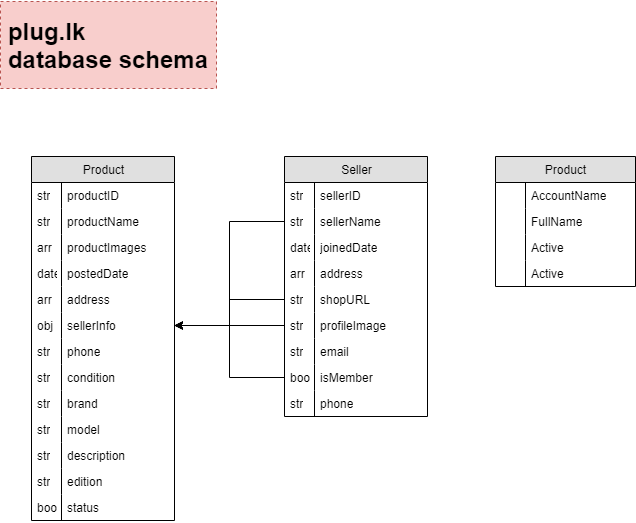 plug.lk
database schema
Product
str productID
str productName
arr productImages
date postedDate
arr address
obj sellerInfo
str phone
str condition
str brand
str model
str description
str edition
boo status
Seller
str sellerID
str sellerName
date joinedDate
arr address
str shopURL
str profileImage
str email
boo isMember
str phone
Product
AccountName
FullName
Active
Active